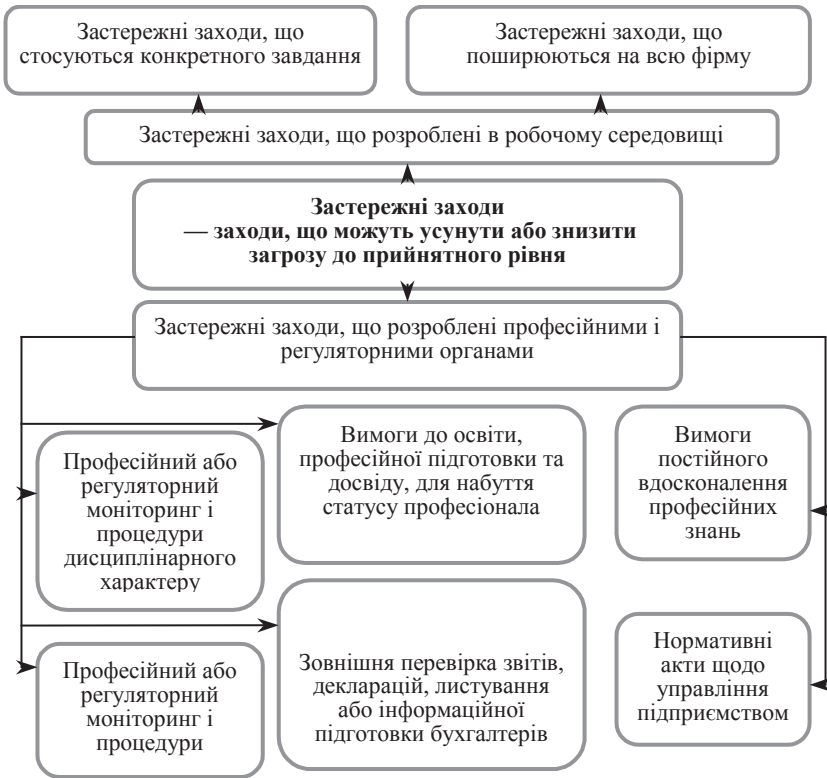 Застережні заходи, що
стосуються конкретного завдання
Застережні заходи, що
поширюються на всю фірму
Застережні заходи, що розроблені в робочому середовищі
Застережні заходи
— заходи, що можуть усунути або знизити
загрозу до прийнятного рівня
Застережні заходи, що розроблені професійними і
регуляторними органами
Професійний або
регуляторний
моніторинг і
процедури
дисциплінарного
характеру
Вимоги до освіти,
професійної підготовки та
досвіду, для набуття
статусу професіонала
Вимоги
постійного
вдосконалення
професійних
знань
Професійний або
регуляторний
моніторинг і
процедури
Зовнішня перевірка звітів,
декларацій, листування
або інформаційної
підготовки бухгалтерів
Нормативні
акти щодо
управління
підприємством